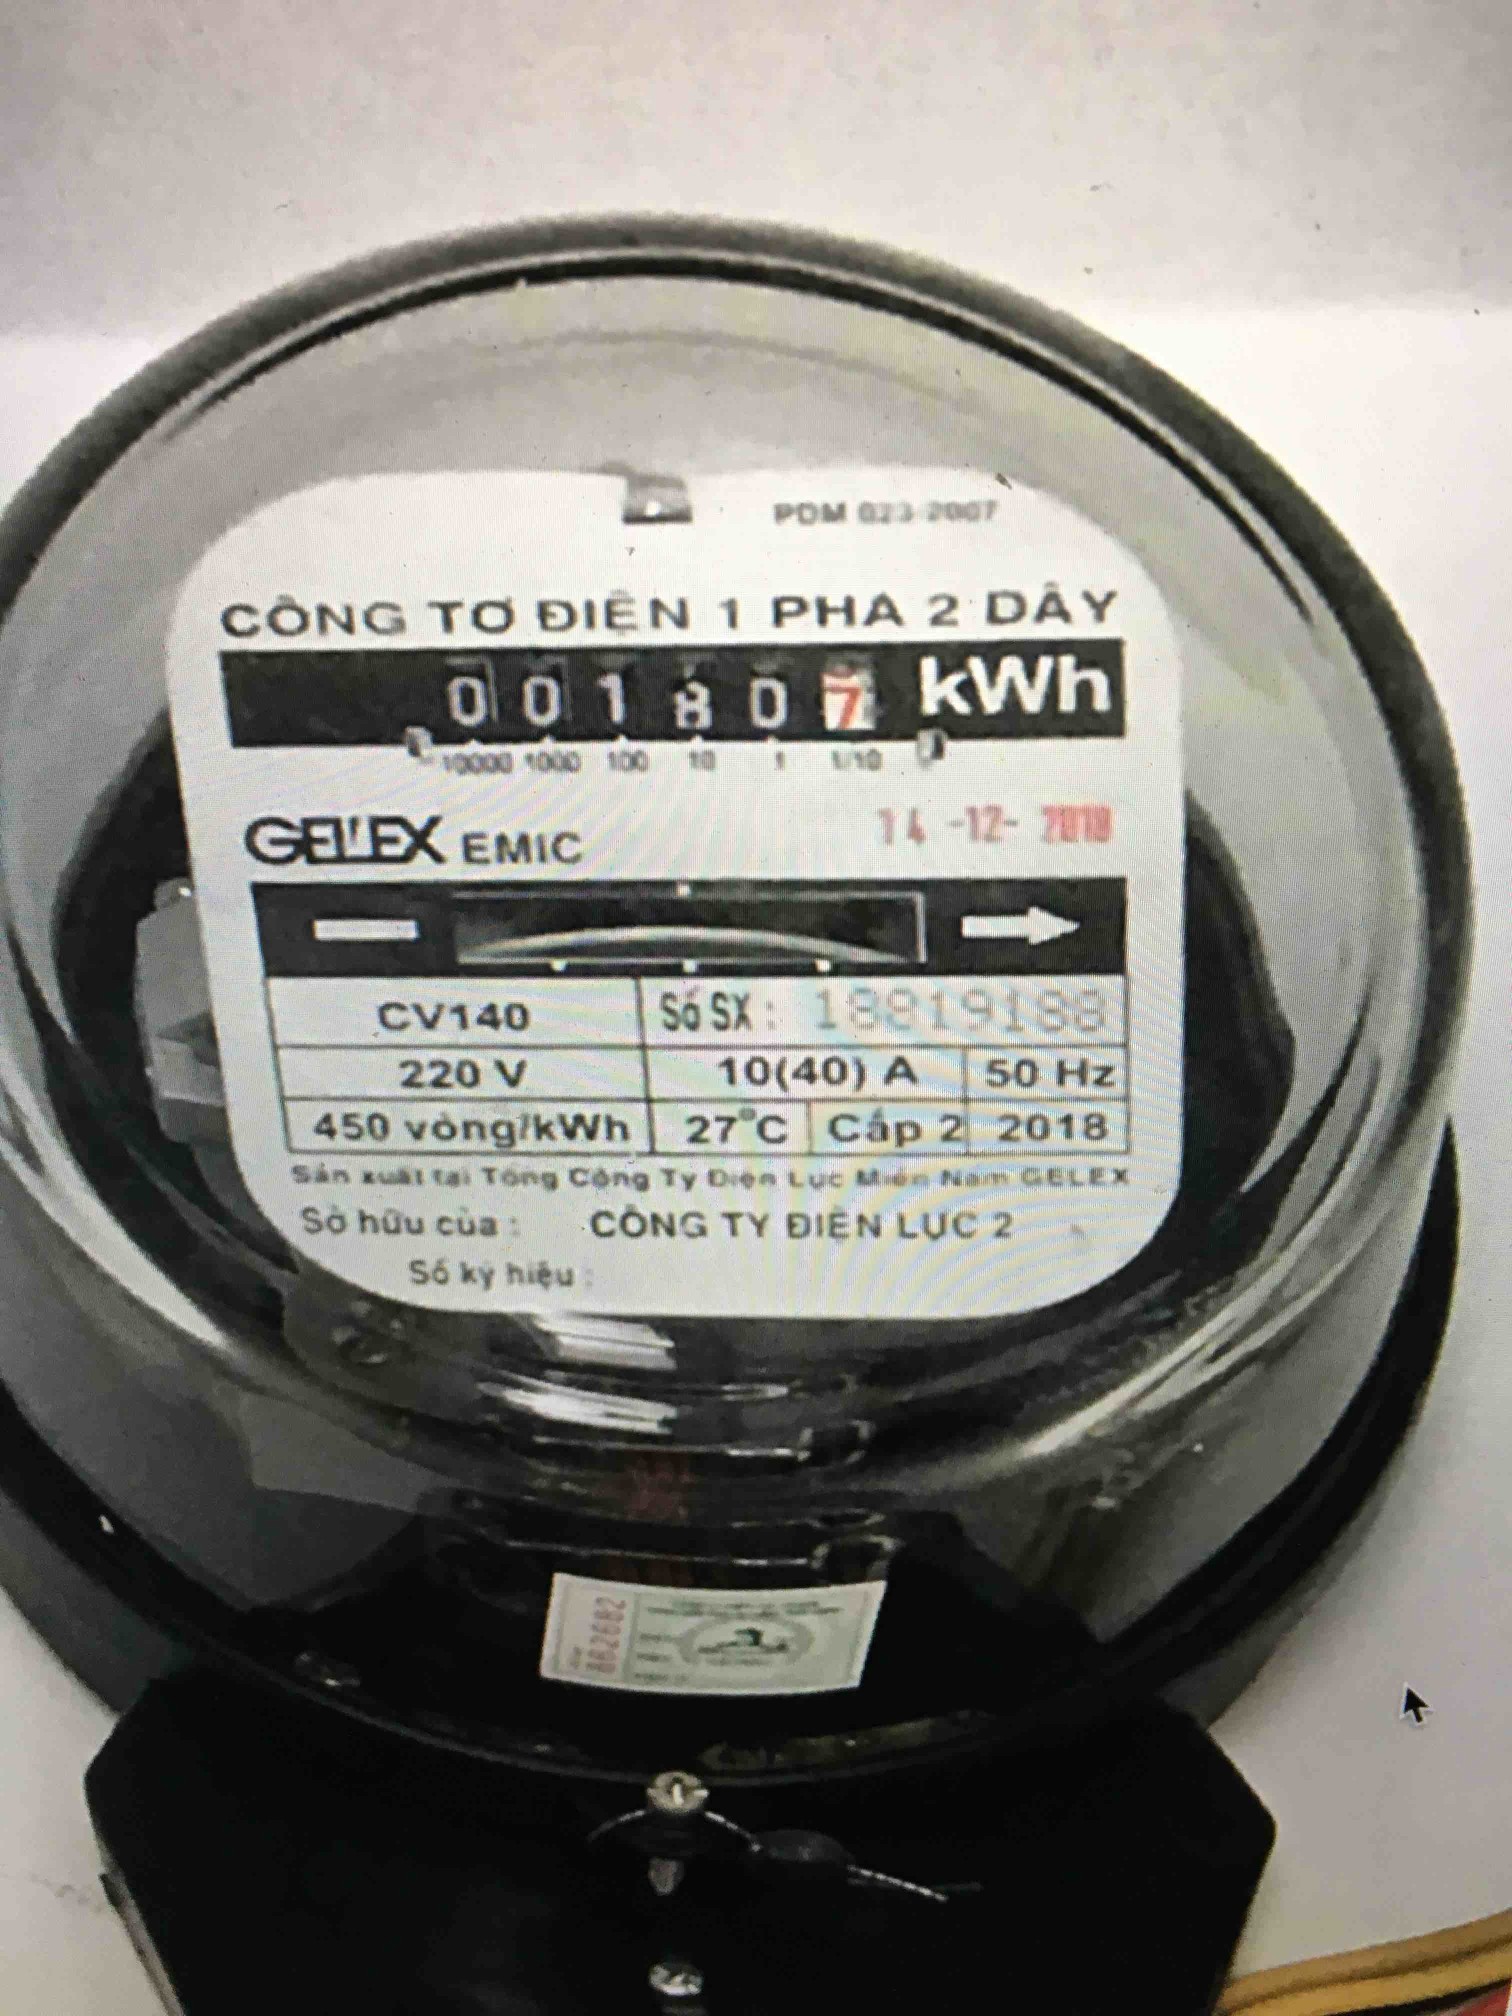 PDM 023-2007
CÔNG TƠ ĐIỆN 1 PHA 2 DÂY
0 0 1 8 0 7 kWh
10000 1000 100 10 1 1/10
14 -12- 2018
GELEX EMIC
CV140 Số SX : 18819188
220 V 10(40) A 50 Hz
450 vòng/kWh 27°C Cấp 2 2018
Sản xuất tại Tổng Công Ty Điện Lực Miền Nam GELEX
Sở hữu của : CÔNG TY ĐIỆN LỰC 2
Số ký hiệu :